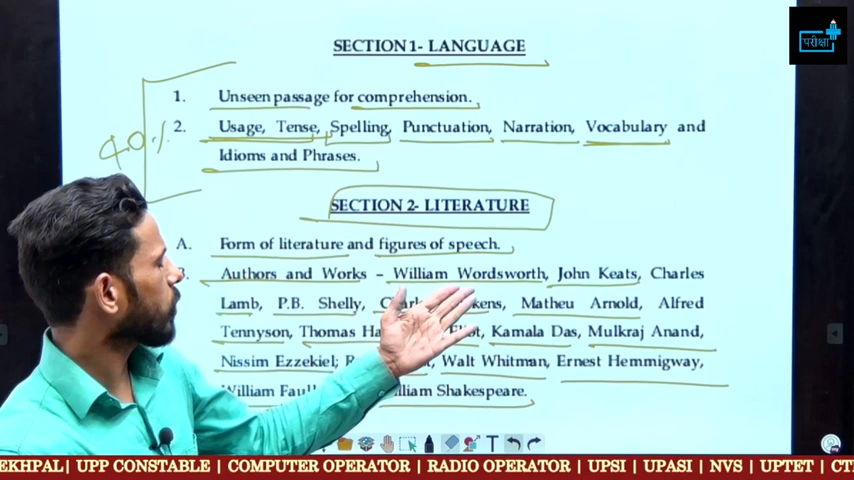 परीक्षा
SECTION 1- LANGUAGE
1. Unseen passage for comprehension.
2. Usage, Tense, Spelling, Punctuation, Narration, Vocabulary and
Idioms and Phrases.
40%
SECTION 2- LITERATURE
A. Form of literature and figures of speech.
Authors and Works – William Wordsworth, John Keats, Charles
Lamb, P.B. Shelly, Matheu Arnold, Alfred
Tennyson, Thomas Kamala Das, Mulkraj Anand,
Nissim Ezzekiel; Walt Whitman, Ernest Hemmigway,
William Shakespeare.
EKHPAL| UPP CONSTABLE | COMPUTER OPERATOR | RADIO OPERATOR | UPSI | UPASI | NVS | UPTET | CT